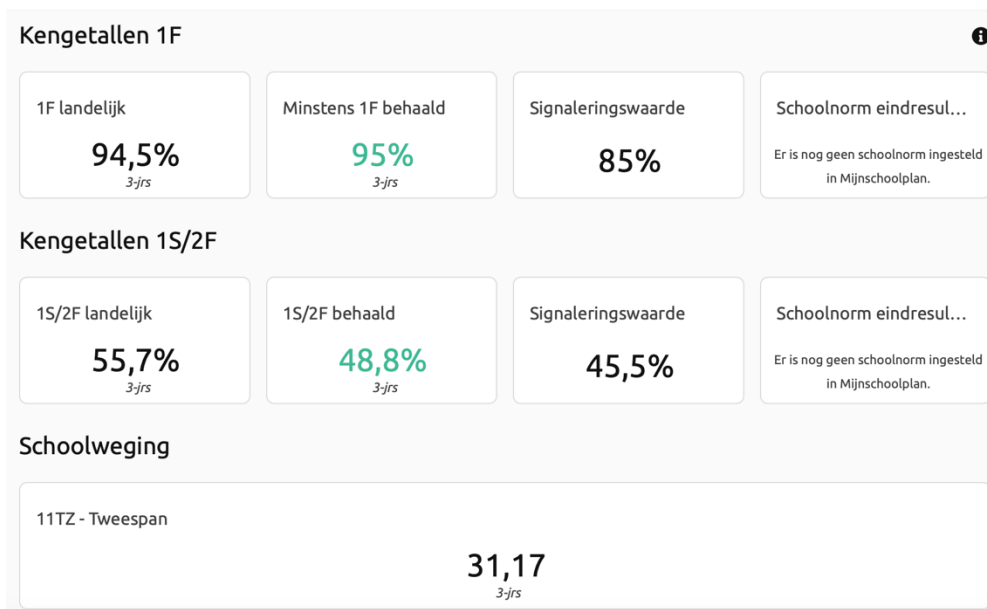 Kengetallen 1F
1F landelijk
94,5%
3-jrs
Minstens 1F behaald
95%
3-jrs
Signaleringswaarde
85%
Schoolnorm eindresul...
Er is nog geen schoolnorm ingesteld
in Mijnschoolplan.
Kengetallen 1S/2F
1S/2F landelijk
55,7%
3-jrs
1S/2F behaald
48,8%
3-jrs
Signaleringswaarde
45,5%
Schoolnorm eindresul...
Er is nog geen schoolnorm ingesteld
in Mijnschoolplan.
Schoolweging
11TZ - Tweespan
31,17
3-jrs